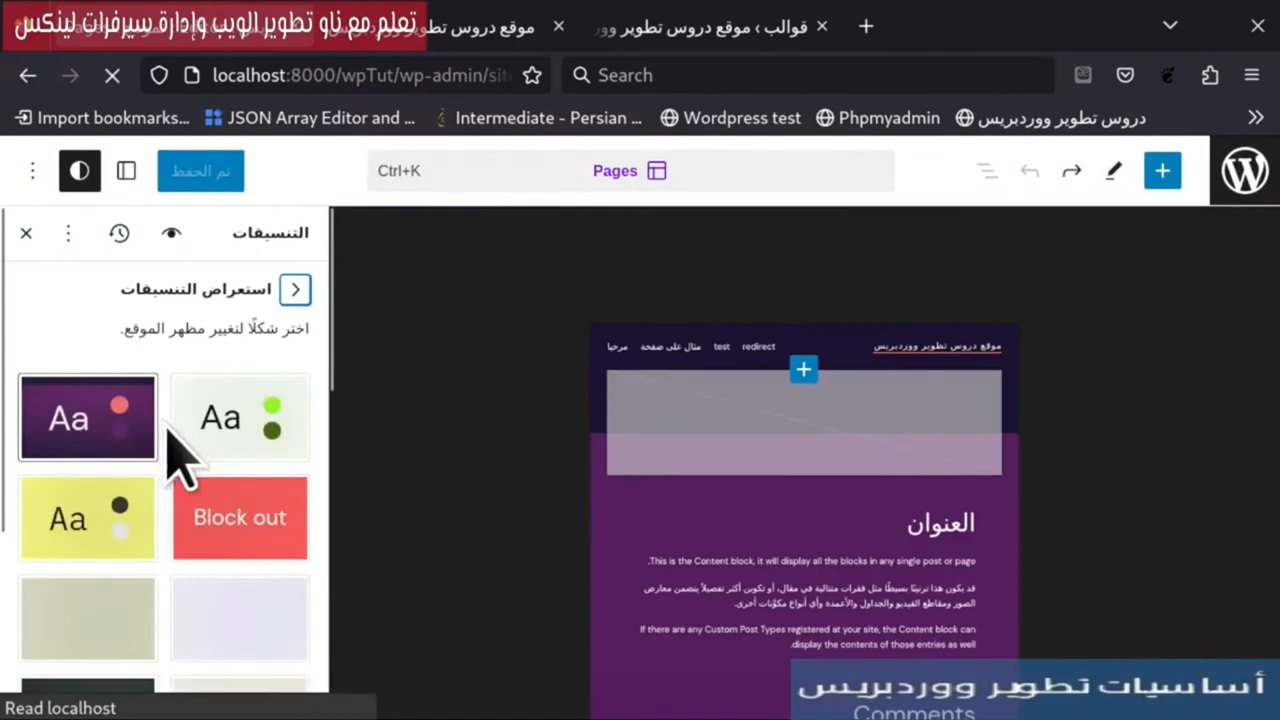 تعلم مع ناو تطوير الويب وإدارة سيرفرات لينكس
موقع دروس تطوير ووردبريس
قوالب ‹ موقع دروس تطوير وور
localhost:8000/wpTut/wp-admin/sit
Search
Import bookmarks...
JSON Array Editor and ...
Intermediate - Persian ...
Wordpress test
Phpmyadmin
دروس تطوير ووردبريس
تم الحفظ
Ctrl+K
Pages
التنسيقات
استعراض التنسيقات
اختر شكلًا لتغيير مظهر الموقع.
Aa
Aa
Aa
Block out
موقع دروس تطوير ووردبريس
redirect
test
مثال على صفحة
مرحبا
العنوان
This is the Content block, it will display all the blocks in any single post or page.
قد يكون هذا ترتيبًا بسيطًا مثل فقرات متتالية في مقال، أو تكوين أكثر تفصيلاً يتضمن معارض
الصور ومقاطع الفيديو والجداول والأعمدة وأي أنواع مكوّنات أخرى.
If there are any Custom Post Types registered at your site, the Content block can
display the contents of those entries as well.
أساسيات تطوير ووردبريس
Comments
Read localhost